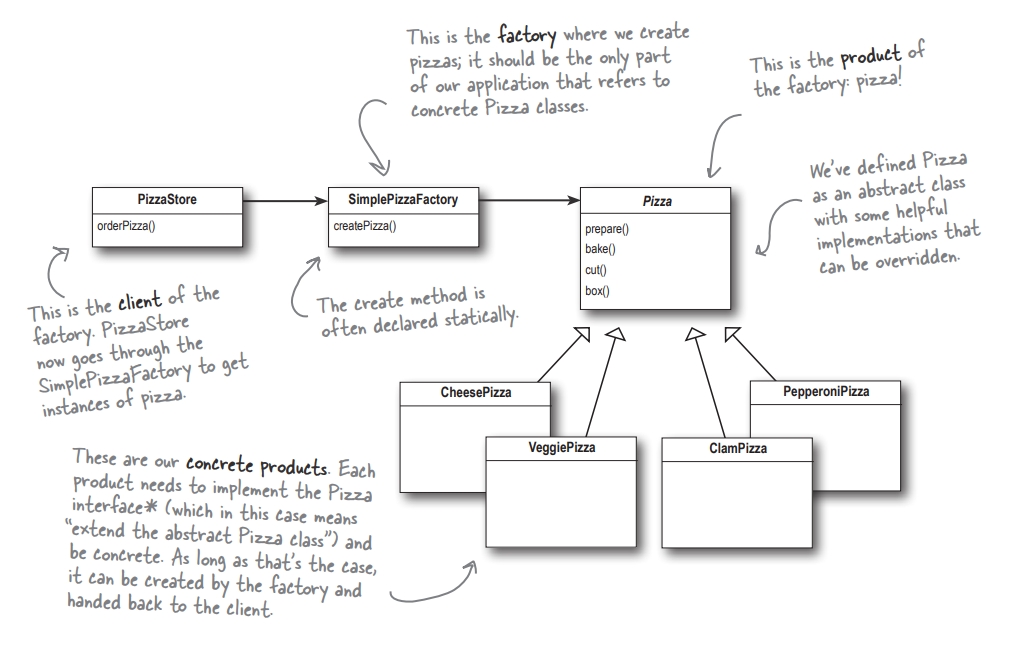 This is the factory where we create
pizzas; it should be the only part
of our application that refers to
concrete Pizza classes.
This is the product of
the factory: pizza!
We've defined Pizza
as an abstract class
with some helpful
implementations that
can be overridden.
PizzaStore
orderPizza()
SimplePizzaFactory
createPizza()
Pizza
prepare()
bake()
cut()
box()
This is the client of the
factory. PizzaStore
now goes through the
SimplePizzaFactory to get
instances of pizza.
The create method is
often declared statically.
CheesePizza
VeggiePizza
ClamPizza
PepperoniPizza
These are our concrete products. Each
product needs to implement the Pizza
interface* (which in this case means
“extend the abstract Pizza class”) and
be concrete. As long as that's the case,
it can be created by the factory and
handed back to the client.